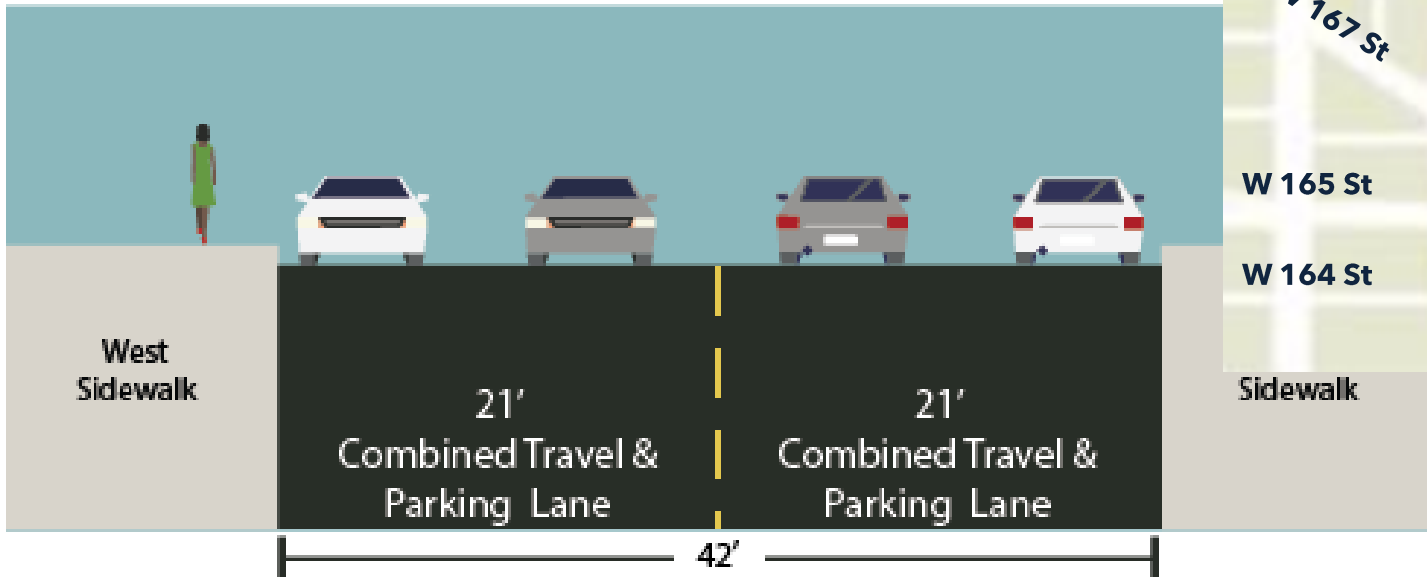 W 167 St
W 165 St
W 164 St
West
Sidewalk
21’
Combined Travel &
Parking Lane
21’
Combined Travel &
Parking Lane
Sidewalk
42’